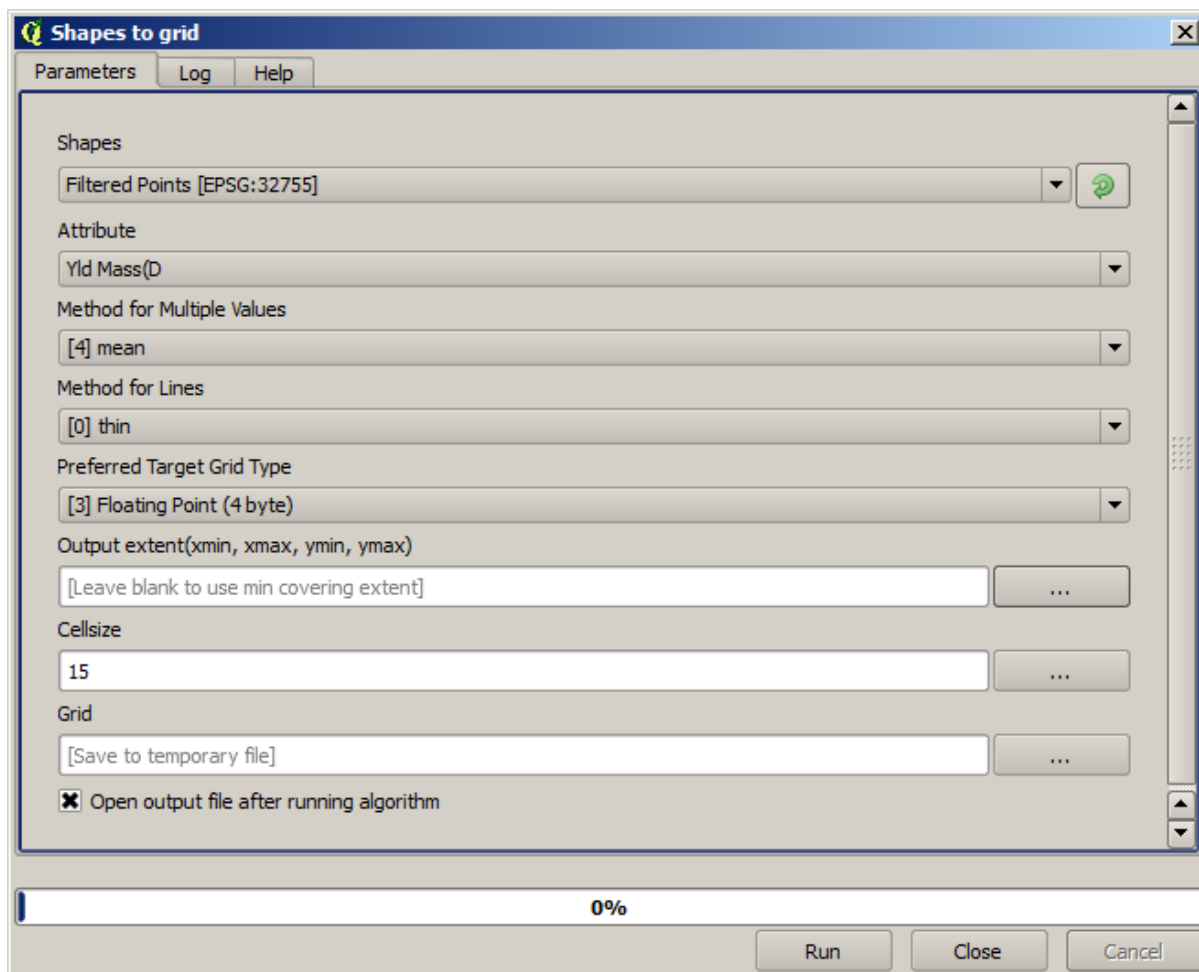 Shapes to grid
Parameters Log Help
Shapes
Filtered Points [EPSG:32755]
Attribute
Yld Mass(D
Method for Multiple Values
[4] mean
Method for Lines
[0] thin
Preferred Target Grid Type
[3] Floating Point (4 byte)
Output extent(xmin, xmax, ymin, ymax)
[Leave blank to use min covering extent]
...
Cellsize
15
...
Grid
[Save to temporary file]
...
Open output file after running algorithm
0%
Run Close Cancel